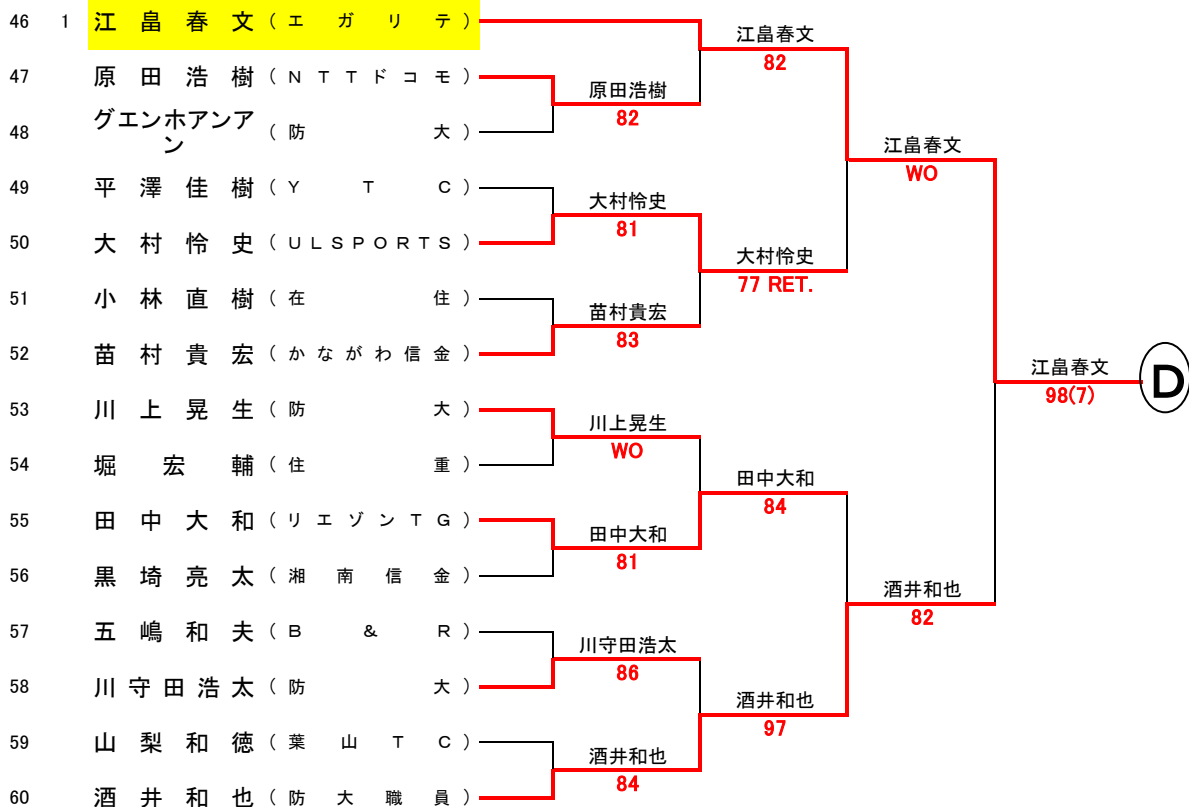 46 1 江畠春文 (エガリテ)
47 原田浩樹 (NTTドコモ)
48 グエンホアンア
ン (防大)
49 平澤佳樹 (YTC)
50 大村怜史 (ULSPORTS)
51 小林直樹 (在住)
52 苗村貴宏 (かながわ信金)
53 川上晃生 (防大)
54 堀宏輔 (住重)
55 田中大和 (リエゾンTG)
56 黒埼亮太 (湘南信金)
57 五嶋和夫 (B&R)
58 川守田浩太 (防大)
59 山梨和徳 (葉山TC)
60 酒井和也 (防大職員)
原田浩樹
82
大村怜史
81
苗村貴宏
83
川上晃生
WO
田中大和
81
川守田浩太
86
酒井和也
84
江畠春文
82
大村怜史
77 RET.
田中大和
84
酒井和也
97
江畠春文
WO
酒井和也
82
江畠春文
98(7)
D